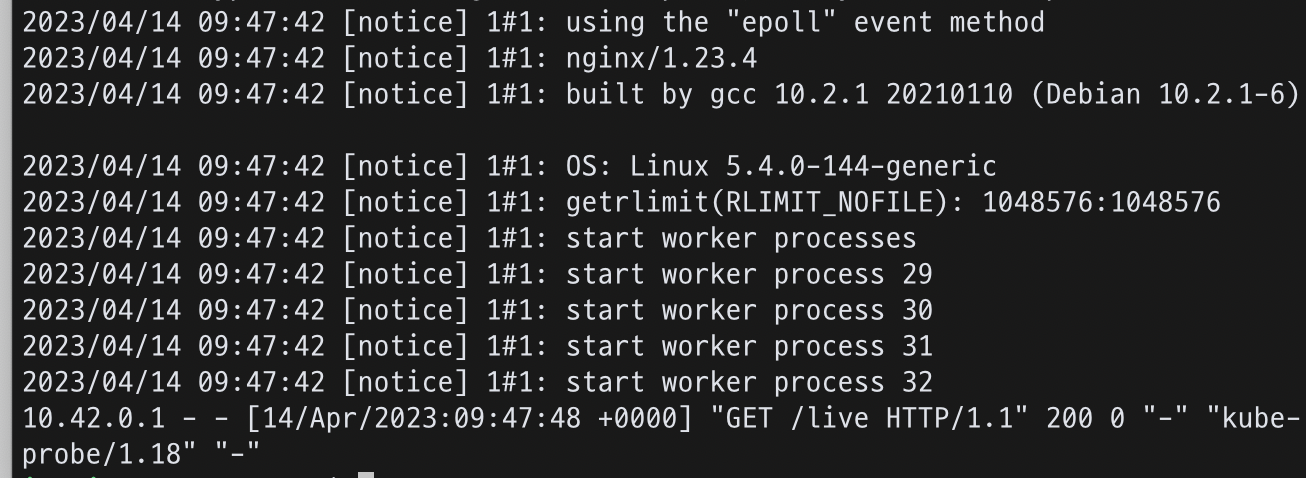 2023/04/14 09:47:42 [notice] 1#1: using the "epoll" event method
2023/04/14 09:47:42 [notice] 1#1: nginx/1.23.4
2023/04/14 09:47:42 [notice] 1#1: built by gcc 10.2.1 20210110 (Debian 10.2.1-6)
2023/04/14 09:47:42 [notice] 1#1: OS: Linux 5.4.0-144-generic
2023/04/14 09:47:42 [notice] 1#1: getrlimit(RLIMIT_NOFILE): 1048576:1048576
2023/04/14 09:47:42 [notice] 1#1: start worker processes
2023/04/14 09:47:42 [notice] 1#1: start worker process 29
2023/04/14 09:47:42 [notice] 1#1: start worker process 30
2023/04/14 09:47:42 [notice] 1#1: start worker process 31
2023/04/14 09:47:42 [notice] 1#1: start worker process 32
10.42.0.1 - - [14/Apr/2023:09:47:48 +0000] "GET /live HTTP/1.1" 200 0 "-" "kube-
probe/1.18" "-"